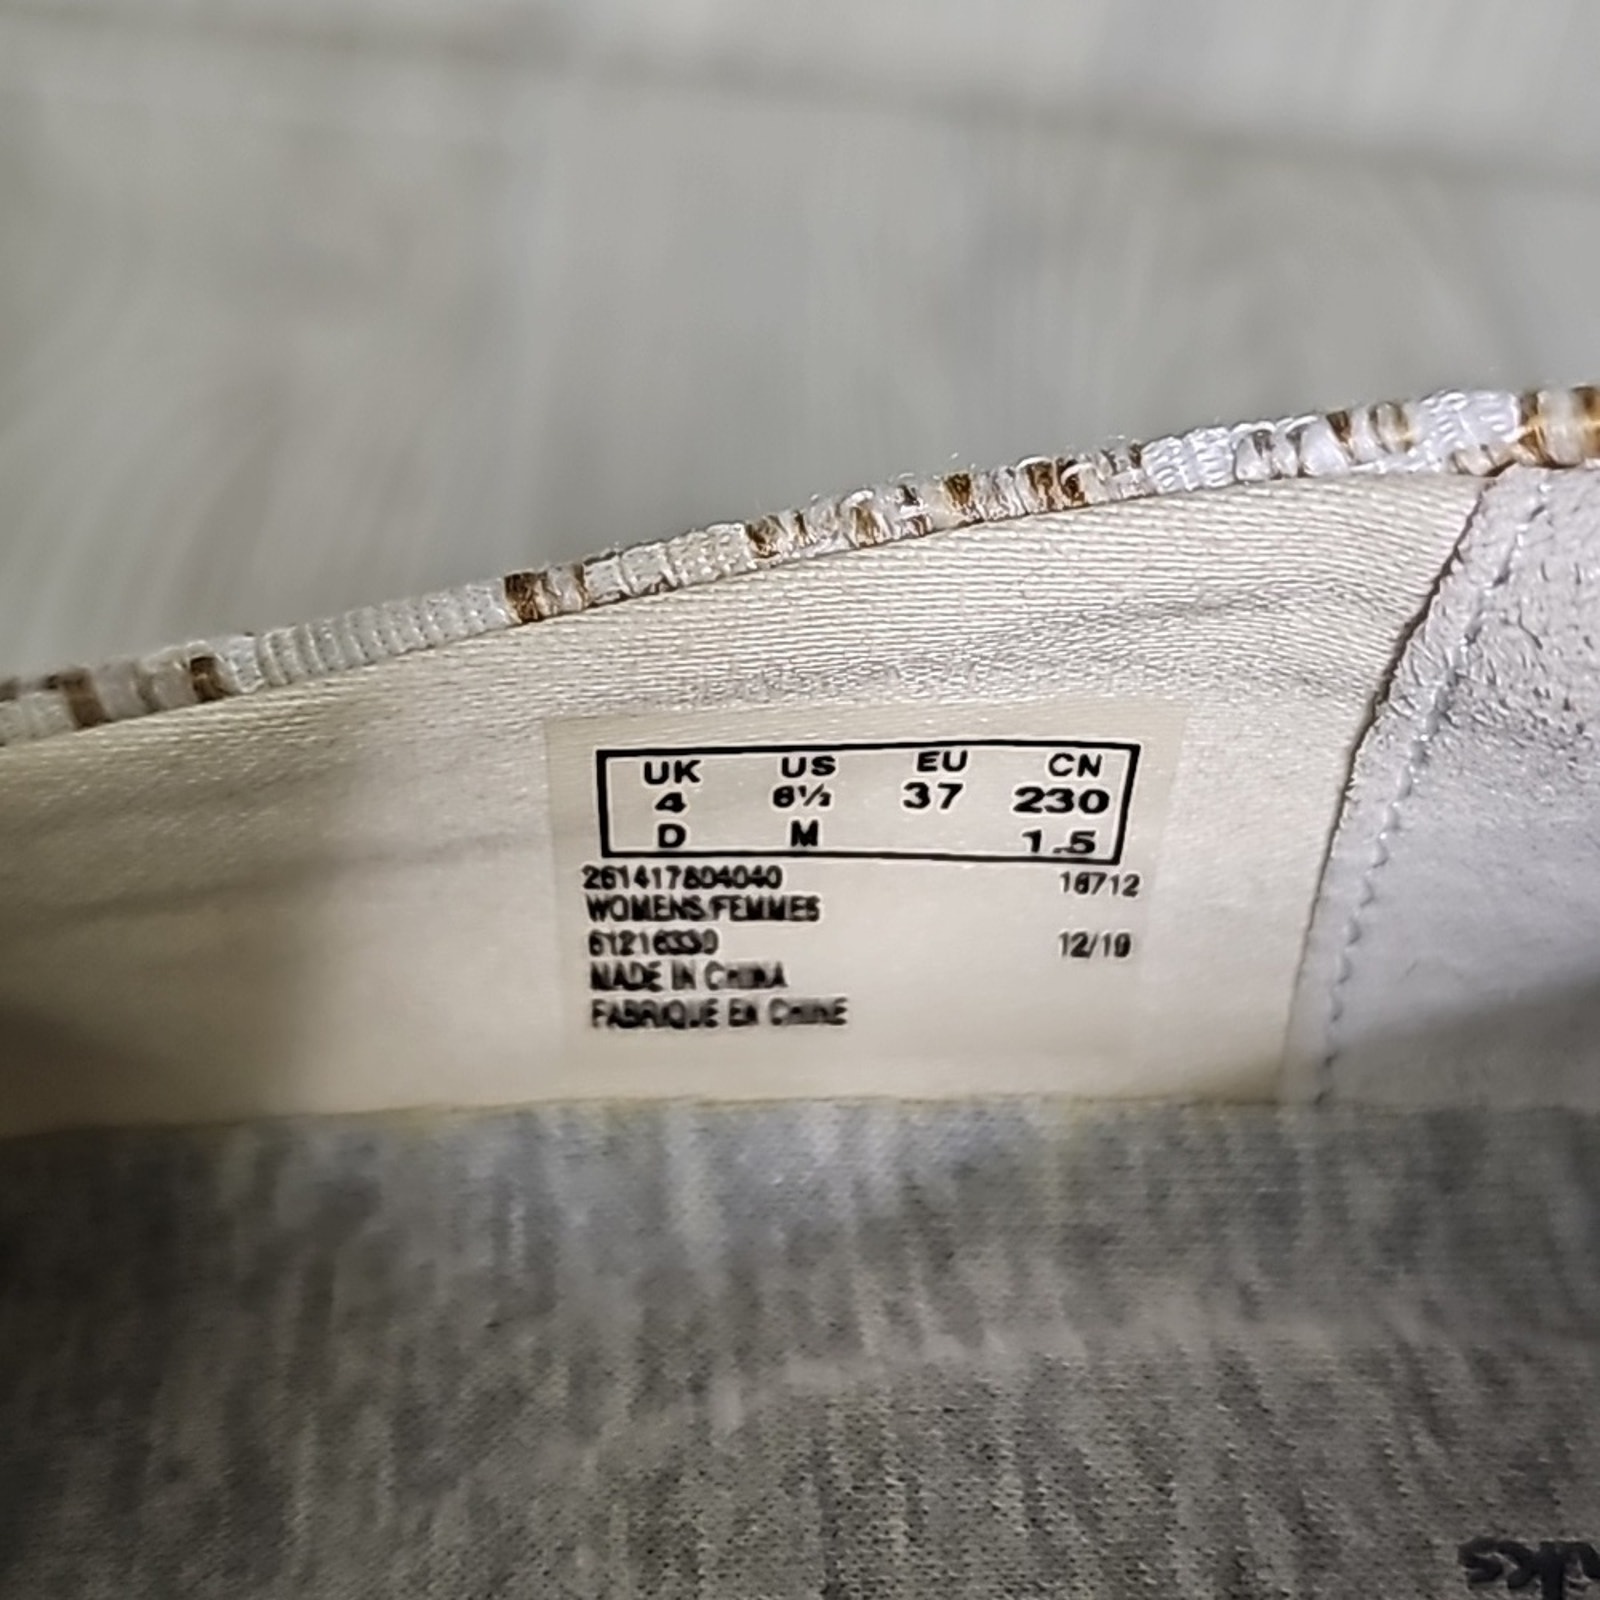 UK US EU CN
4 6½ 37 230
D M 1.5
261417804040 16712
WOMENS/FEMMES
61216330 12/19
MADE IN CHINA
FABRIQUE EN CHINE